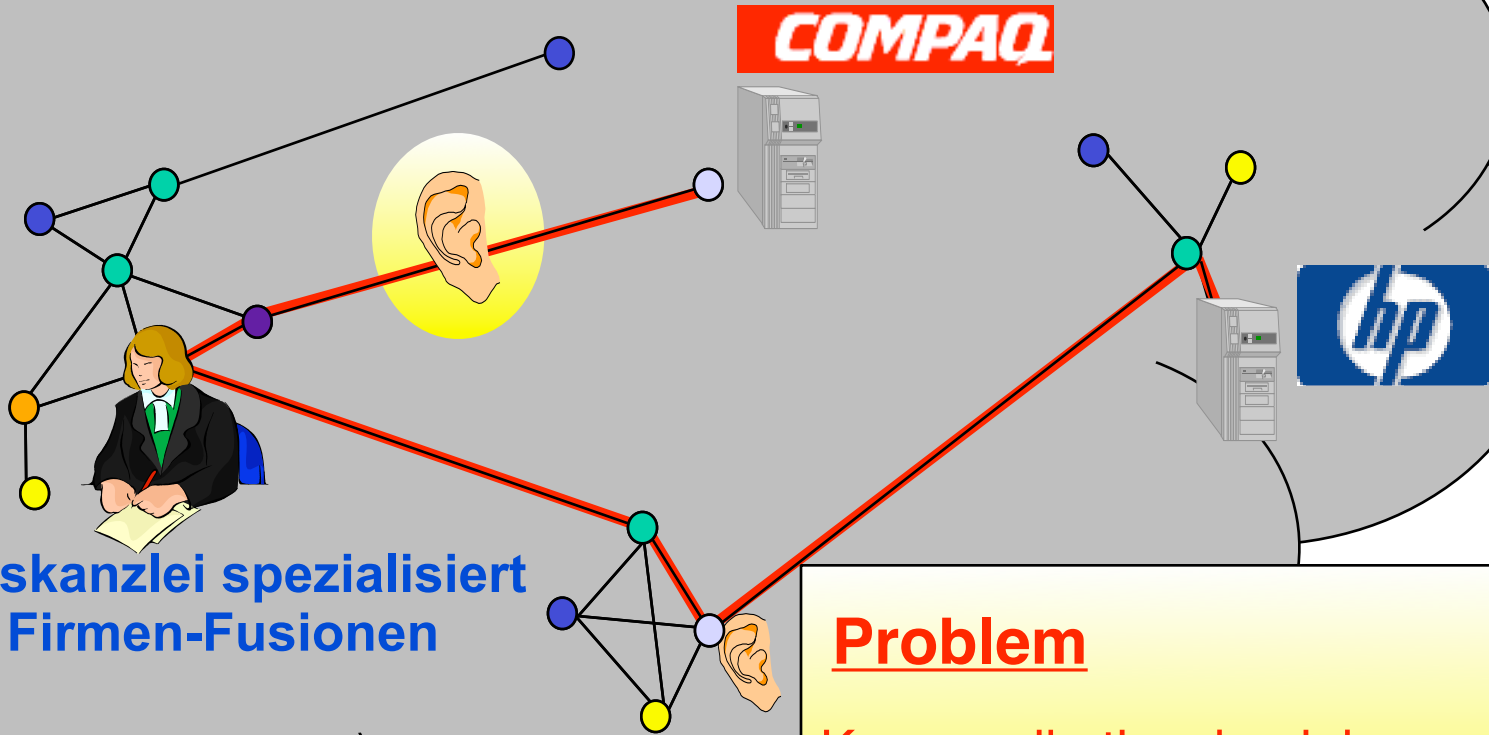 COMPAQ
hp
skanzlei spezialisiert
Firmen-Fusionen
Problem